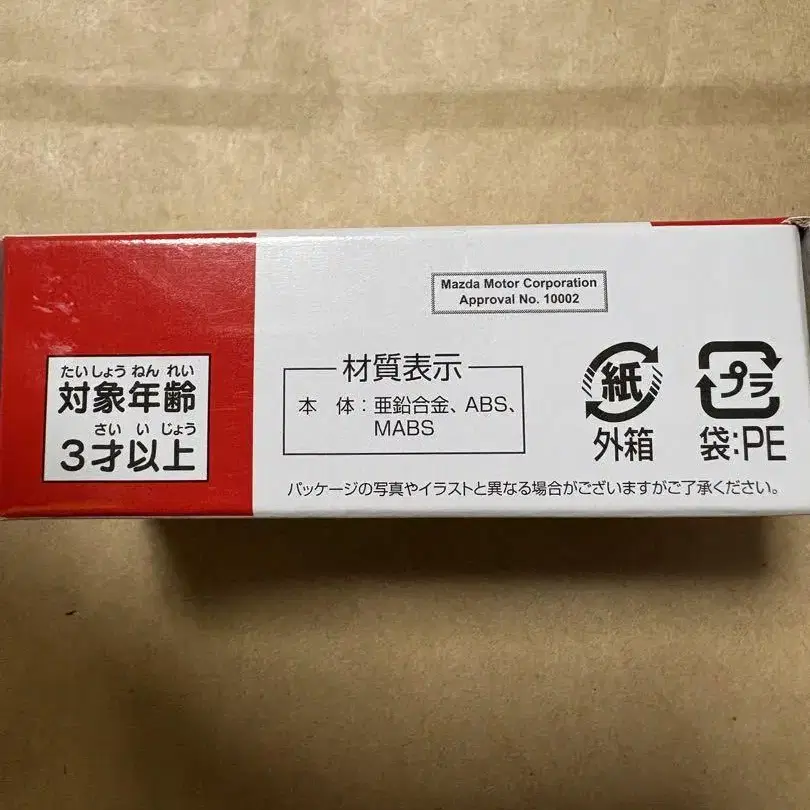 Mazda Motor Corporation
Approval No. 10002
たいしょう ねん れい
対象年齢
さい い じょう
3才以上
材質表示
本 体：亜鉛合金、ABS、
MABS
紙
外箱
プラ
袋：PE
パッケージの写真やイラストと異なる場合がございますがご了承ください。